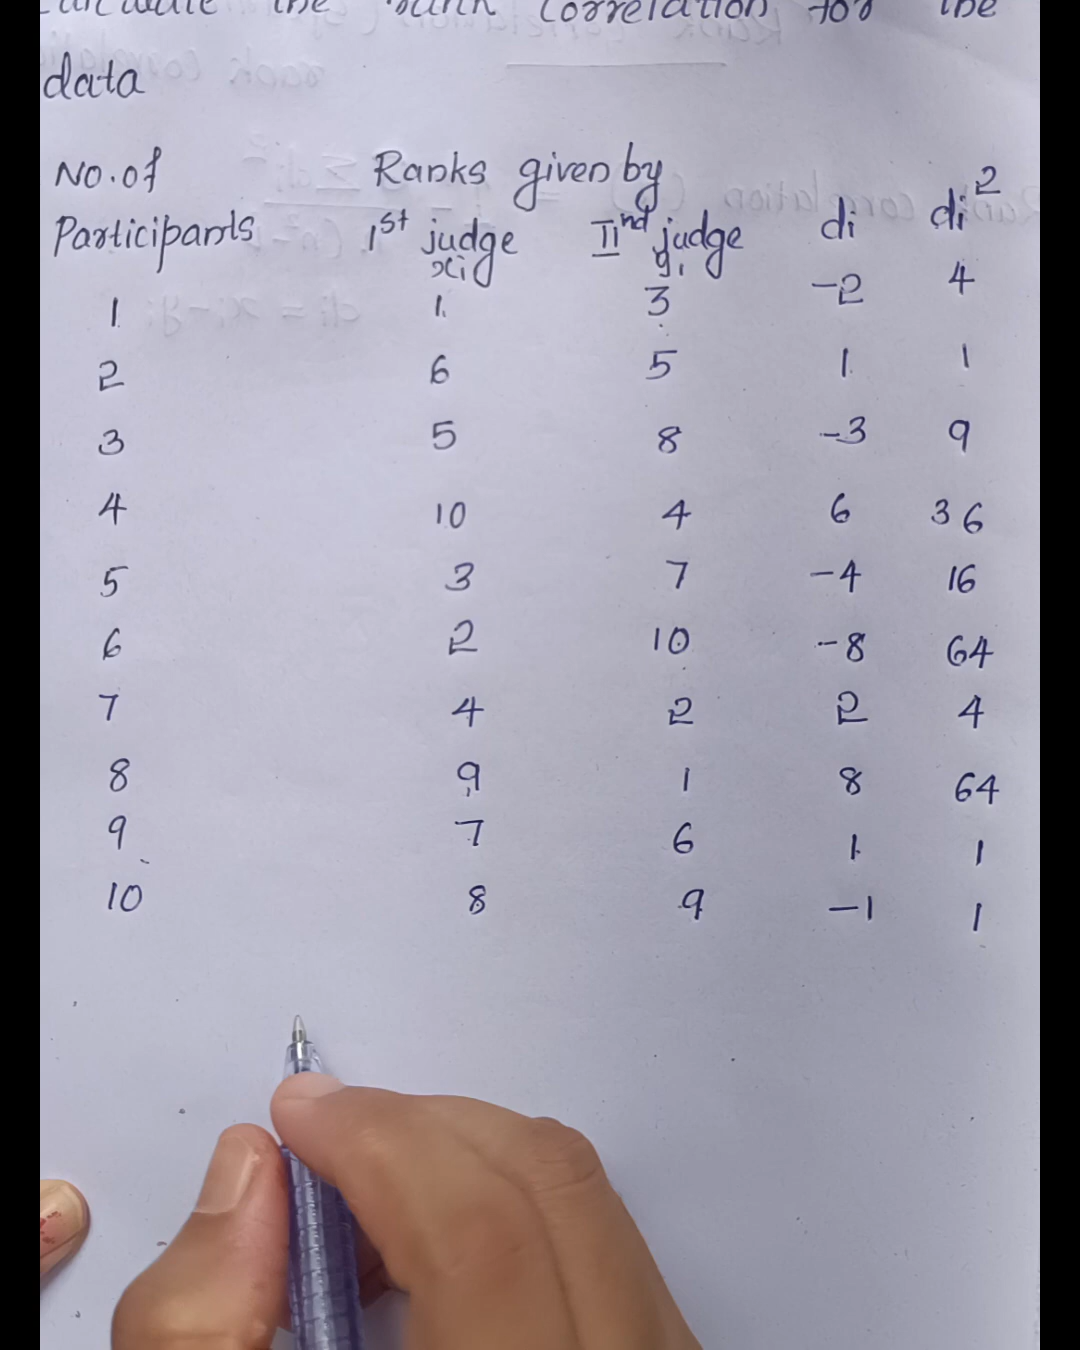 Calculate the rank correlation for the
data
No. of Ranks given by
Participants 1st judge IInd judge di di²
xi yi
1 1 3 -2 4
2 6 5 1 1
3 5 8 -3 9
4 10 4 6 36
5 3 7 -4 16
6 2 10 -8 64
7 4 2 2 4
8 9 1 8 64
9 7 6 1 1
10 8 9 -1 1